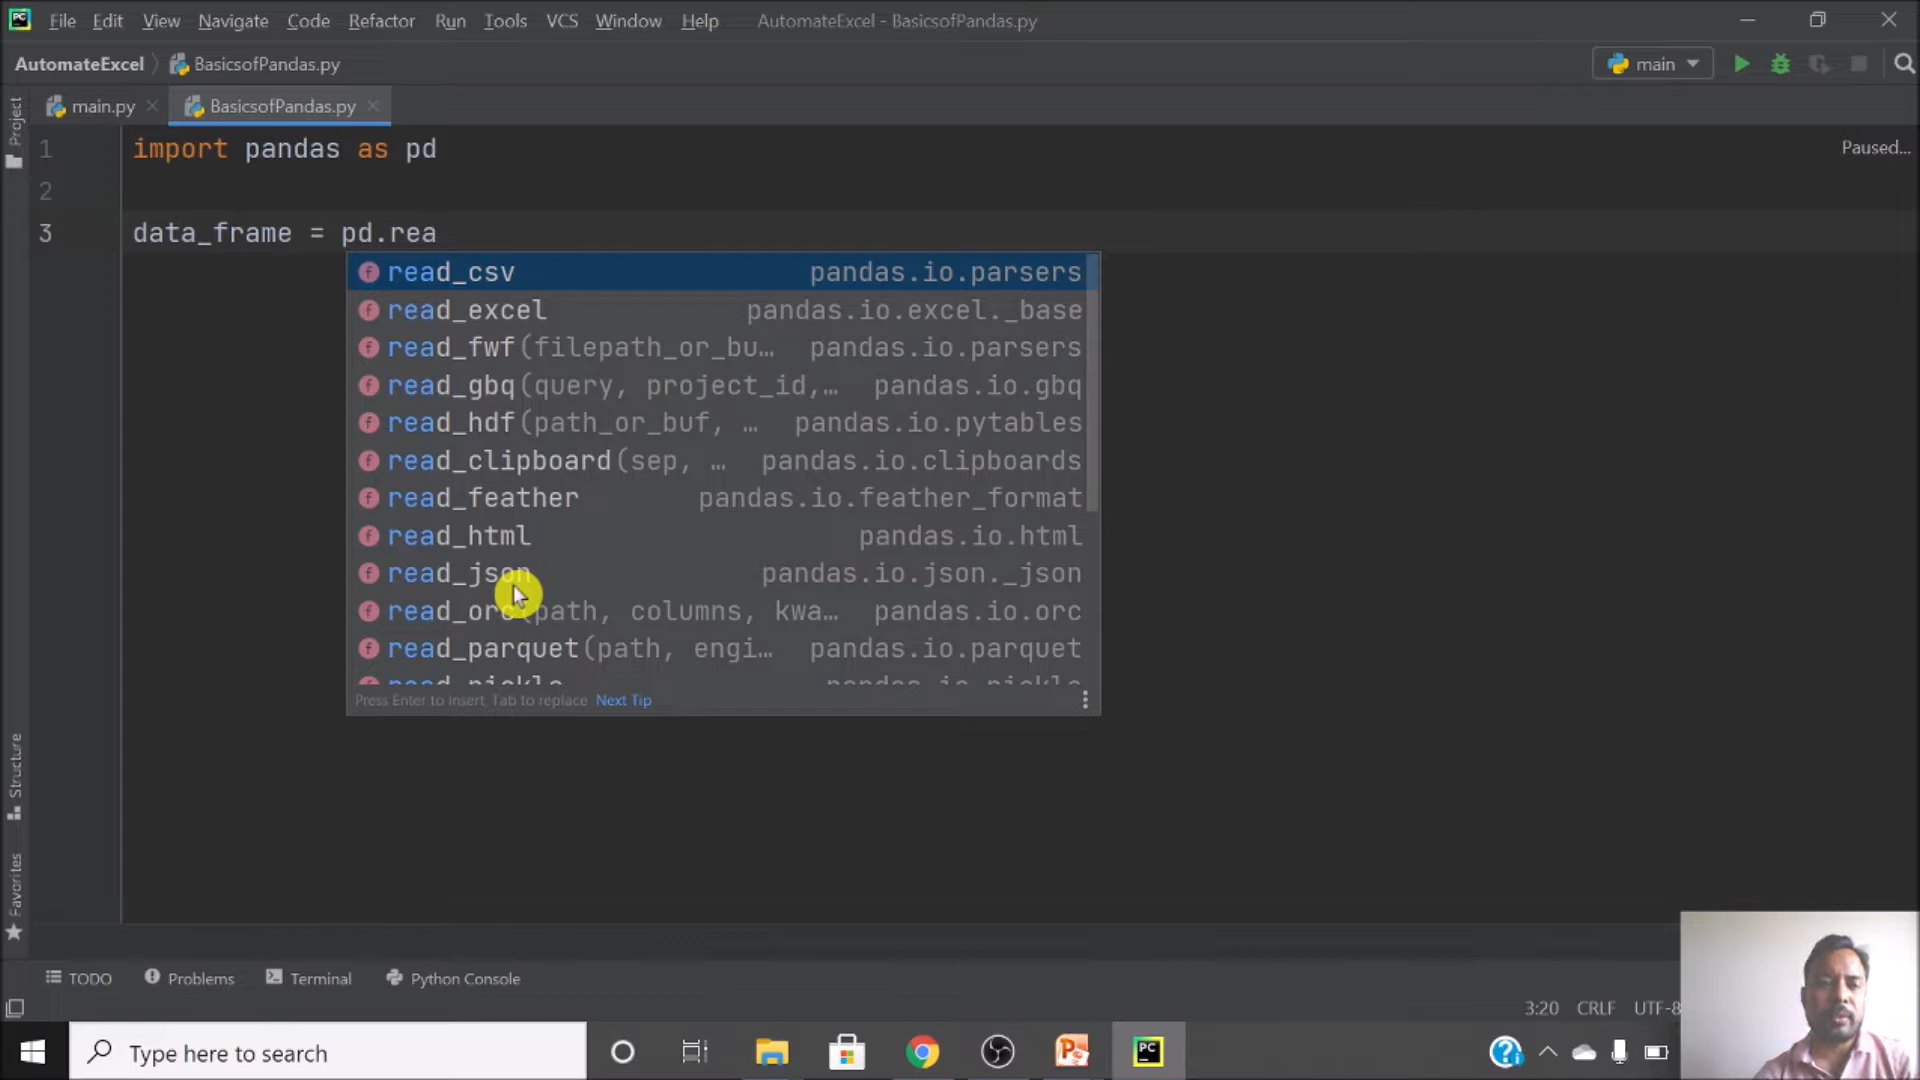 File Edit View Navigate Code Refactor Run Tools VCS Window Help AutomateExcel - BasicsofPandas.py
AutomateExcel BasicsofPandas.py main
main.py BasicsofPandas.py
Project
1 import pandas as pd Paused...
2
3 data_frame = pd.rea
read_csv pandas.io.parsers
read_excel pandas.io.excel._base
read_fwf(filepath_or_bu… pandas.io.parsers
read_gbq(query, project_id,… pandas.io.gbq
read_hdf(path_or_buf, … pandas.io.pytables
read_clipboard(sep, … pandas.io.clipboards
read_feather pandas.io.feather_format
read_html pandas.io.html
read_json pandas.io.json._json
read_orc(path, columns, kwa… pandas.io.orc
read_parquet(path, engi… pandas.io.parquet
read_pickle pandas.io.pickle
Press Enter to insert, Tab to replace Next Tip
Structure
Favorites
TODO Problems Terminal Python Console
3:20 CRLF UTF-8
Type here to search